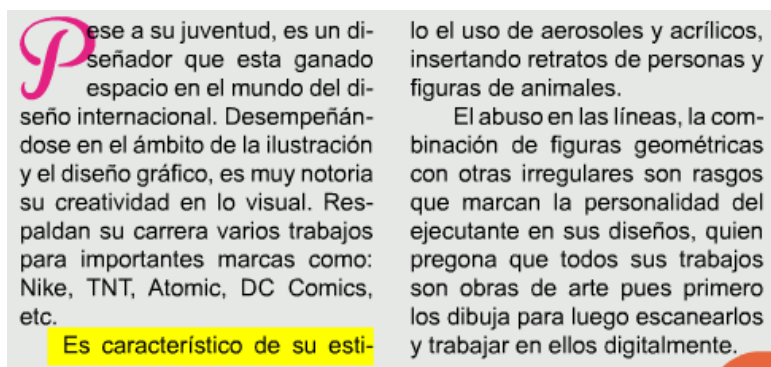 Pese a su juventud, es un di-
señador que esta ganado
espacio en el mundo del di-
seño internacional. Desempeñán-
dose en el ámbito de la ilustración
y el diseño gráfico, es muy notoria
su creatividad en lo visual. Res-
paldan su carrera varios trabajos
para importantes marcas como:
Nike, TNT, Atomic, DC Comics,
etc.
Es característico de su esti-
lo el uso de aerosoles y acrílicos,
insertando retratos de personas y
figuras de animales.
El abuso en las líneas, la com-
binación de figuras geométricas
con otras irregulares son rasgos
que marcan la personalidad del
ejecutante en sus diseños, quien
pregona que todos sus trabajos
son obras de arte pues primero
los dibuja para luego escanearlos
y trabajar en ellos digitalmente.